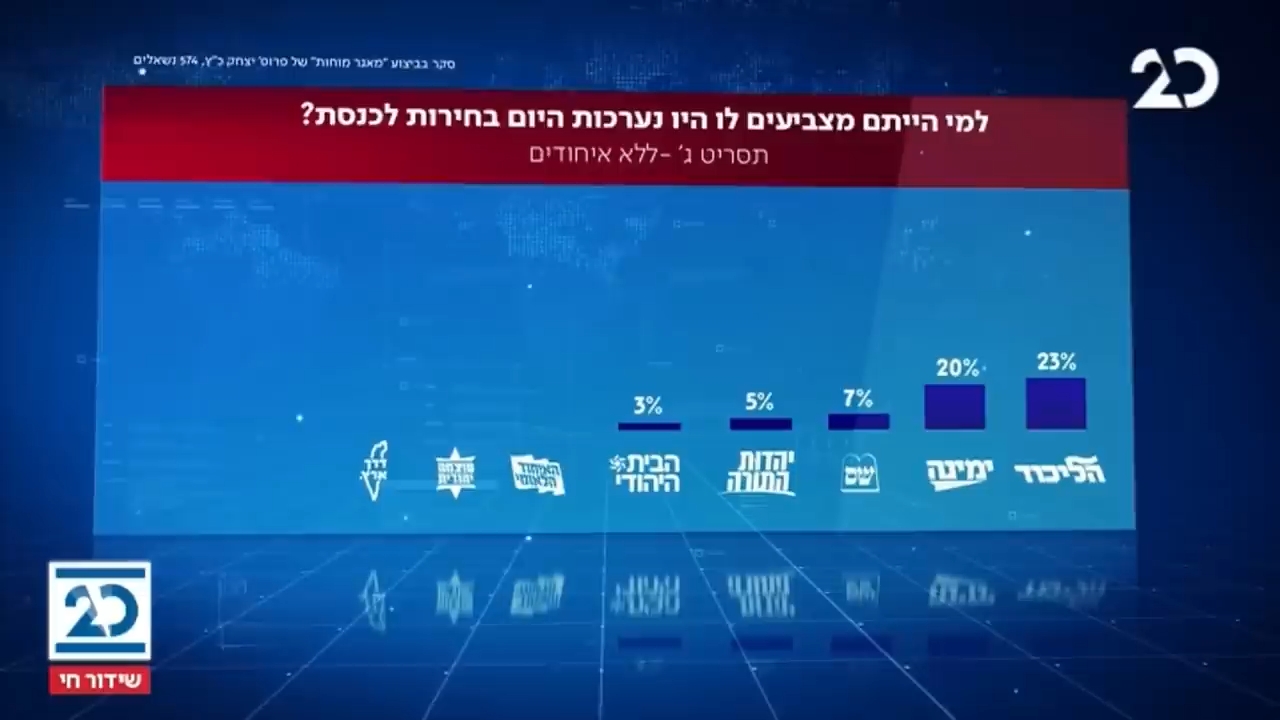 סקר בביצוע "מאגר מוחות" של פרופ' יצחק כ"ץ, 574 נשאלים
20
למי הייתם מצביעים לו היו נערכות היום בחירות לכנסת?
תסריט ג' -ללא איחודים
23%
20%
7%
5%
3%
הליכוד
ימינה
שס
יהדות התורה
הבית היהודי
האיחוד הלאומי
עוצמה יהודית
דרך ארץ
20
שידור חי